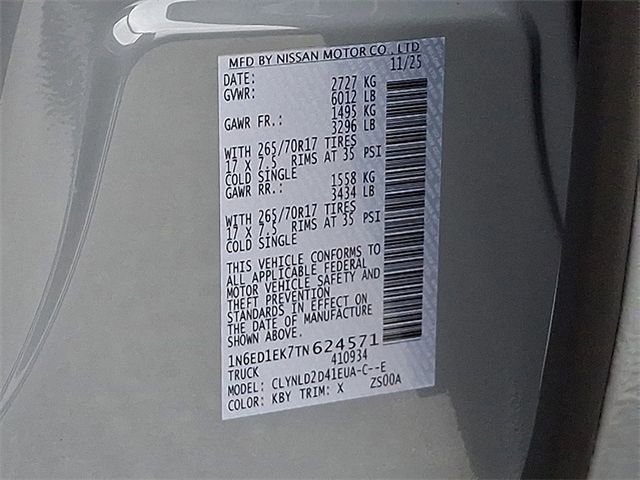 MFD BY NISSAN MOTOR CO., LTD
DATE: 11/25
GVWR: 2727 KG
6012 LB
GAWR FR.: 1495 KG
3296 LB
WITH 265/70R17 TIRES
17 X 7.5 RIMS AT 35 PSI
COLD SINGLE
GAWR RR.: 1558 KG
3434 LB
WITH 265/70R17 TIRES
17 X 7.5 RIMS AT 35 PSI
COLD SINGLE
THIS VEHICLE CONFORMS TO
ALL APPLICABLE FEDERAL
MOTOR VEHICLE SAFETY AND
THEFT PREVENTION
STANDARDS IN EFFECT ON
THE DATE OF MANUFACTURE
1N6ED1EK7TN624571
TRUCK 410934
MODEL: CLYNLD2D41EUA-C--E
COLOR: KBY TRIM: X ZS00A